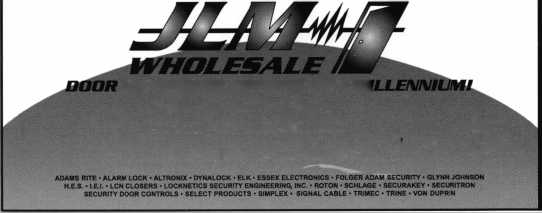 JLM
WHOLESALE
DOOR ILLENNIUM!
ADAMS RITE • ALARM LOCK • ALTRONIX • DYNALOCK • ELK • ESSEX ELECTRONICS • FOLGER ADAM SECURITY • GLYNN JOHNSON
H.E.S. • I.E.I. • LCN CLOSERS • LOCKNETICS SECURITY ENGINEERING, INC. • ROTON • SCHLAGE • SECURAKEY • SECURITRON
SECURITY DOOR CONTROLS • SELECT PRODUCTS • SIMPLEX • SIGNAL CABLE • TRIMEC • TRINE • VON DUPRIN